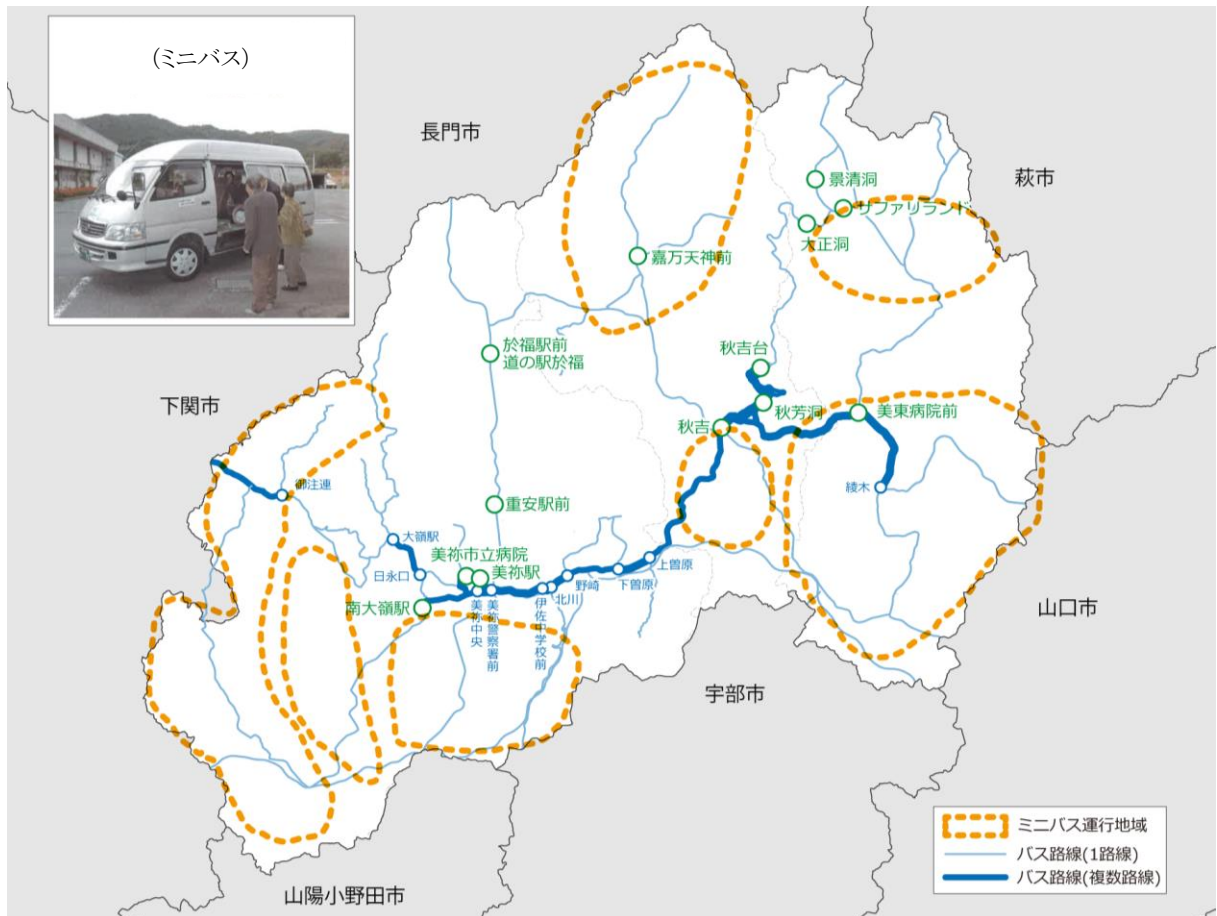 (ミニバス)
長門市
萩市
景清洞
サファリランド
大正洞
嘉万天神前
於福駅前
道の駅於福
秋吉台
下関市
秋芳洞
美東病院前
秋吉
御注連
綾木
重安駅前
大嶺駅
美祢市立病院
上曽原
日永口
美祢駅
野崎
下曽原
北川
南大嶺駅
美祢中央
美祢警察署前
伊佐中学校前
山口市
宇部市
ミニバス運行地域
バス路線(1路線)
バス路線(複数路線)
山陽小野田市